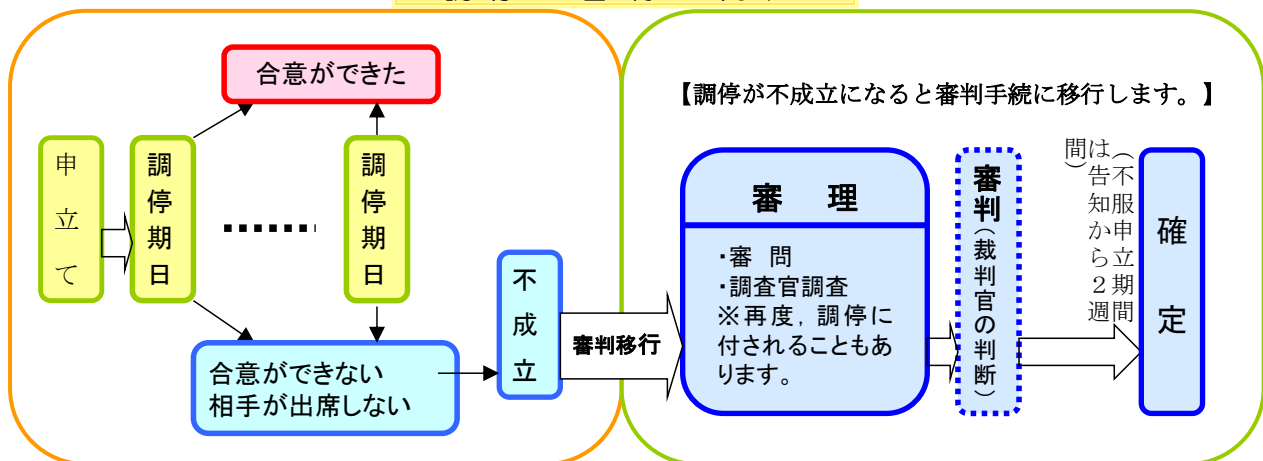 合意ができた
申立て
調停期日
調停期日
合意ができない
相手が出席しない
不成立
審判移行
【調停が不成立になると審判手続に移行します。】
審　理
・審　問
・調査官調査
※再度，調停に
付されることもあ
ります。
審判（裁判官の判断）
（不服申立期間
は告知から２週
間）
確定